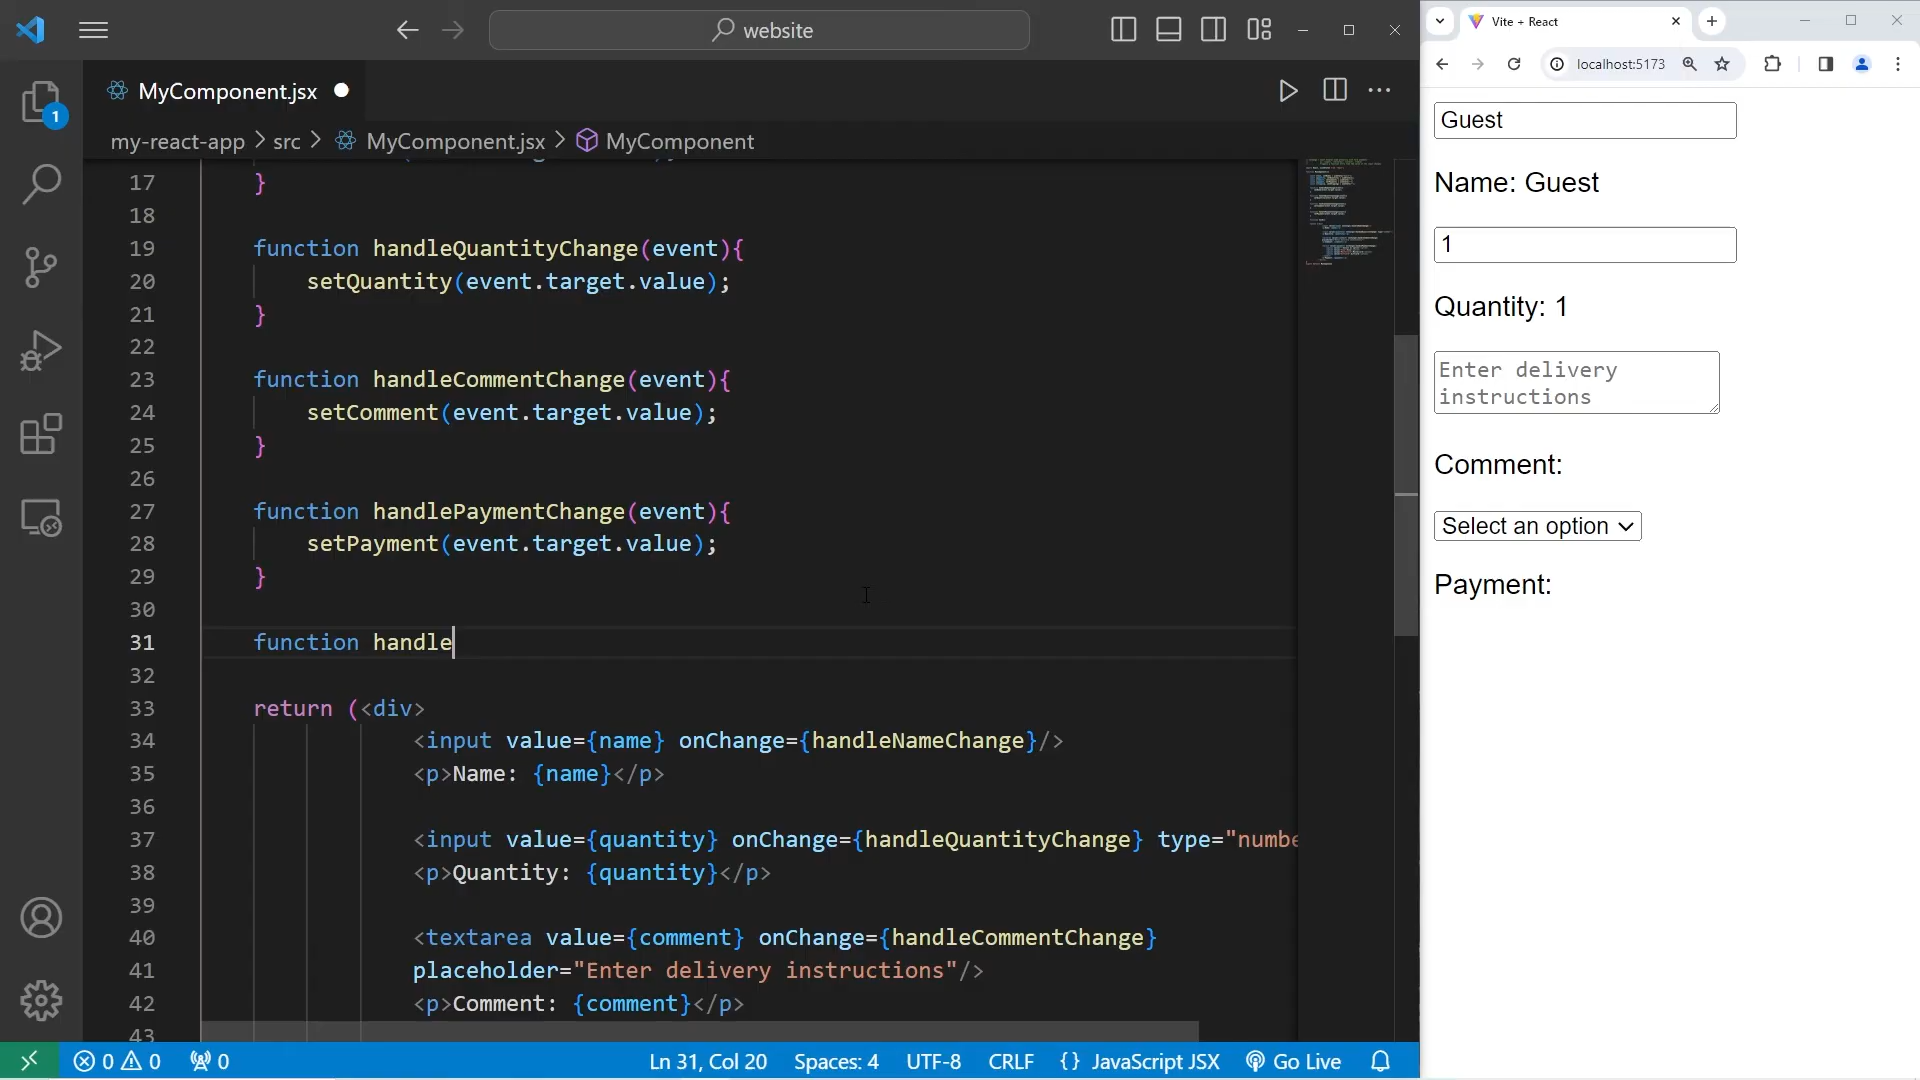 website
MyComponent.jsx
my-react-app > src > MyComponent.jsx > MyComponent
17 }
18
19 function handleQuantityChange(event){
20 setQuantity(event.target.value);
21 }
22
23 function handleCommentChange(event){
24 setComment(event.target.value);
25 }
26
27 function handlePaymentChange(event){
28 setPayment(event.target.value);
29 }
30
31 function handle
32
33 return (<div>
34 <input value={name} onChange={handleNameChange}/>
35 <p>Name: {name}</p>
36
37 <input value={quantity} onChange={handleQuantityChange} type="numbe
38 <p>Quantity: {quantity}</p>
39
40 <textarea value={comment} onChange={handleCommentChange}
41 placeholder="Enter delivery instructions"/>
42 <p>Comment: {comment}</p>
43
1
0 0 0 Ln 31, Col 20 Spaces: 4 UTF-8 CRLF {} JavaScript JSX Go Live
Vite + React
localhost:5173
Guest
Name: Guest
1
Quantity: 1
Enter delivery
instructions
Comment:
Select an option
Payment: